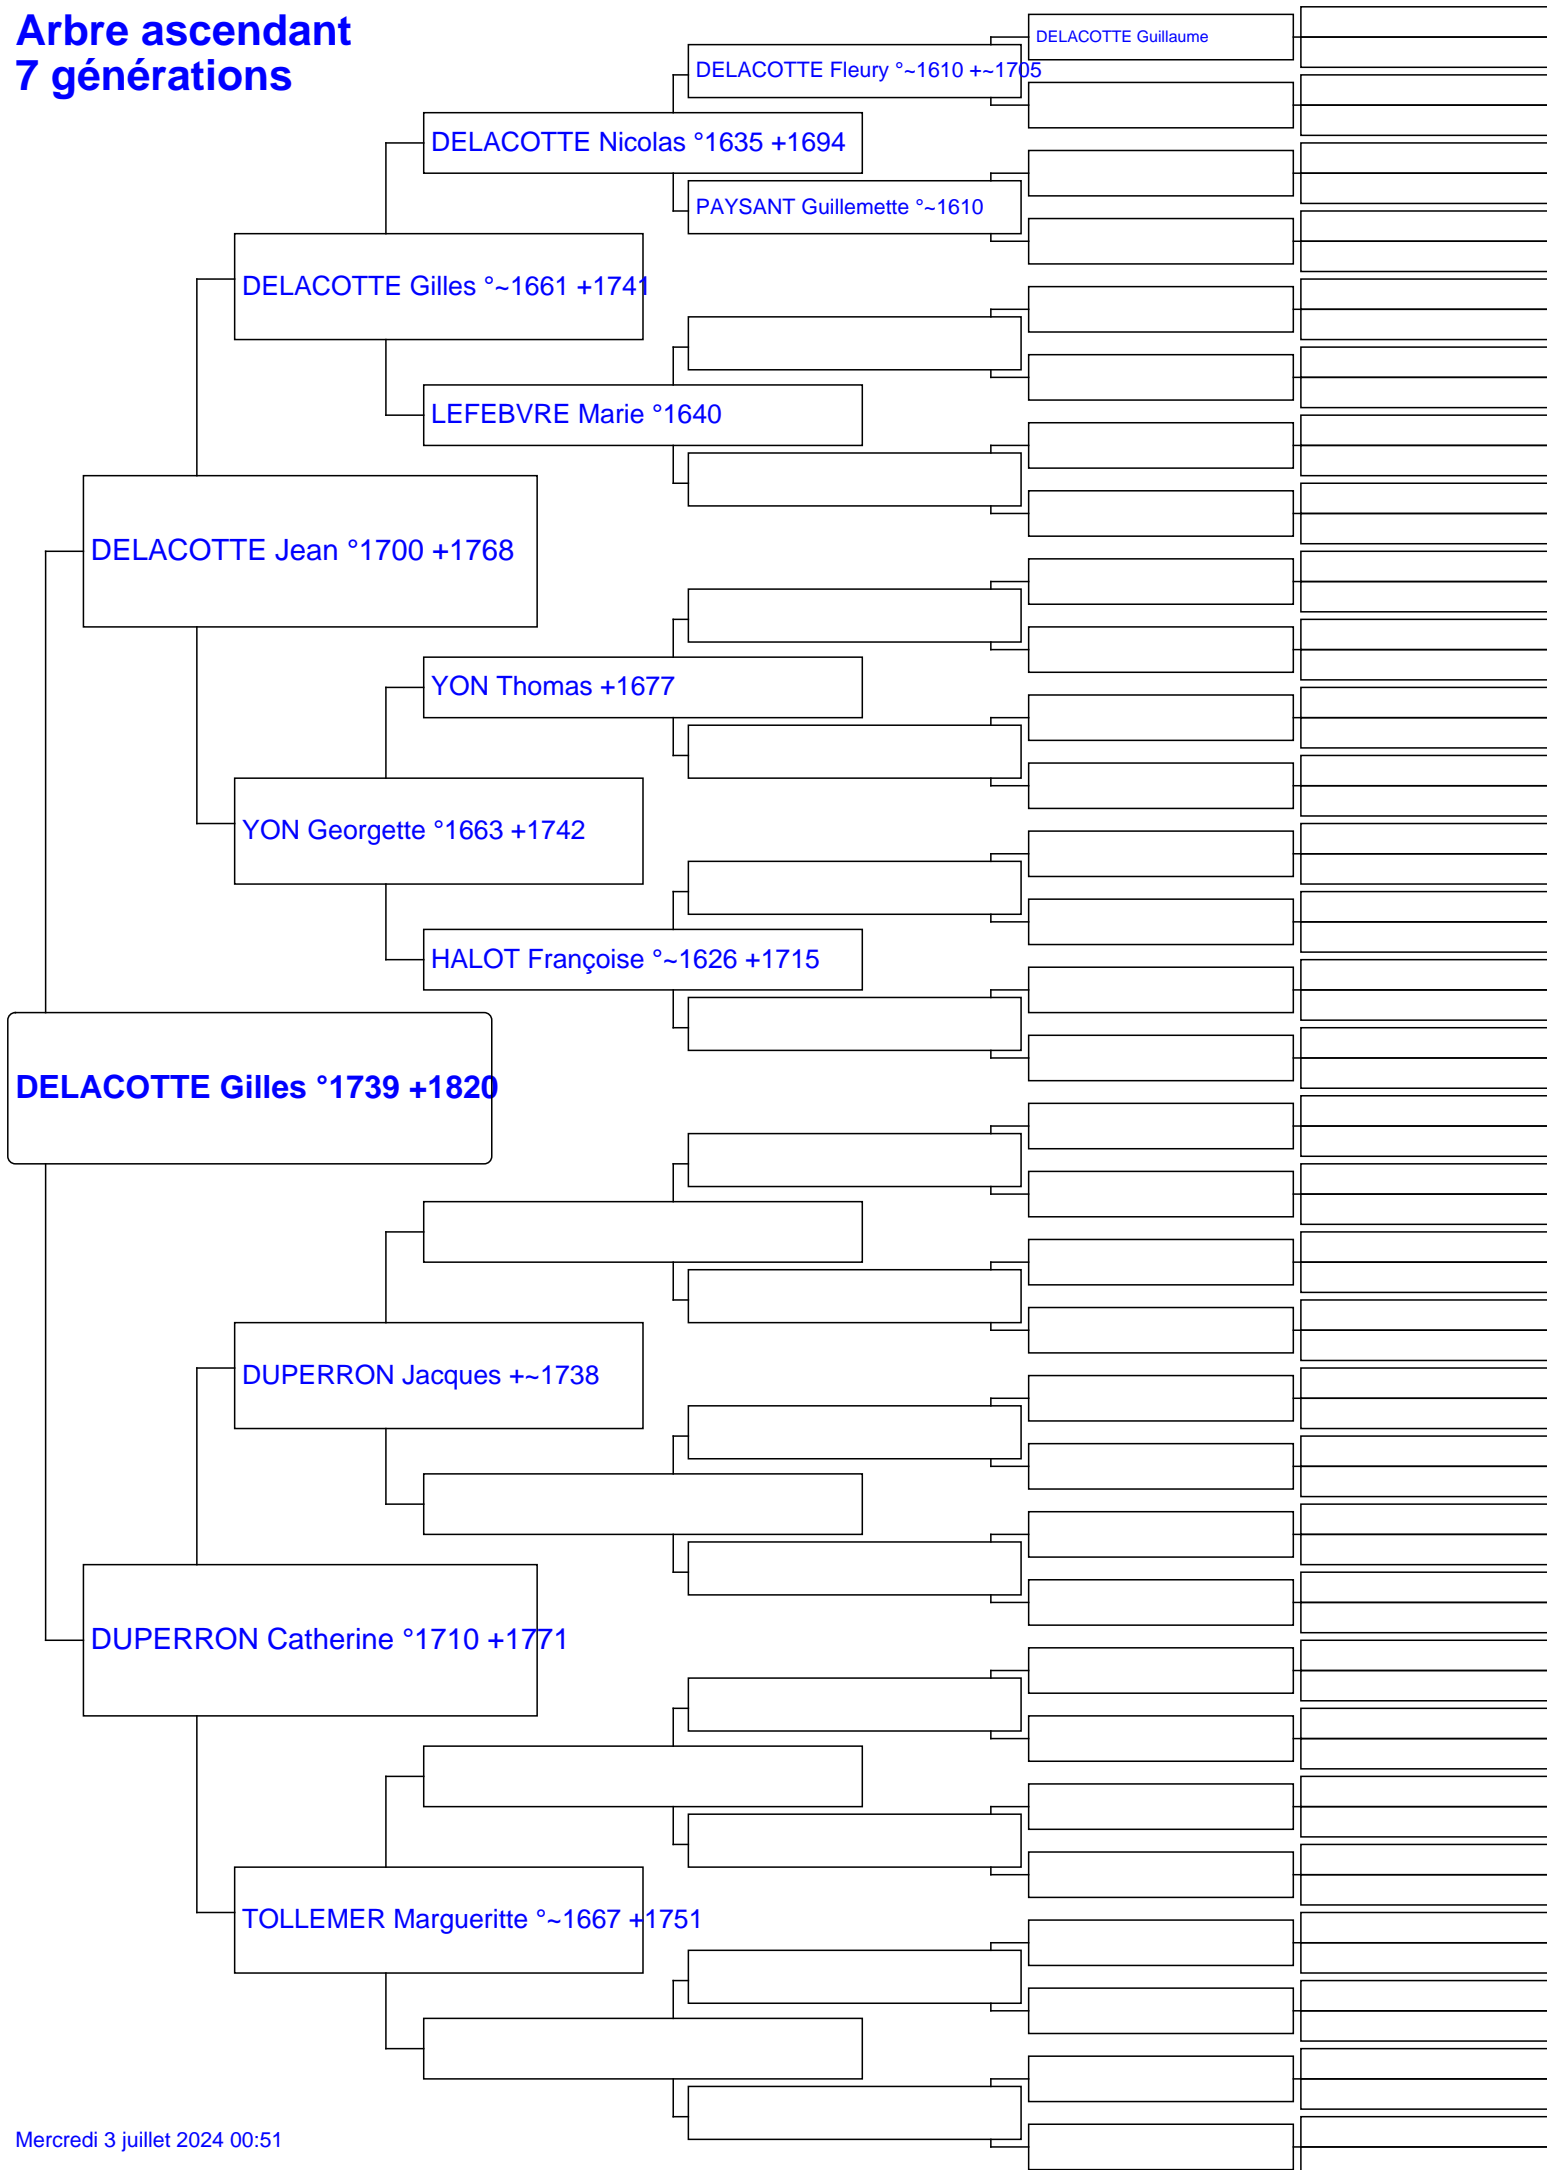 Arbre ascendant
7 générations
DELACOTTE Guillaume
DELACOTTE Fleury °~1610 +~1705
DELACOTTE Nicolas °1635 +1694
PAYSANT Guillemette °~1610
DELACOTTE Gilles °~1661 +1741
LEFEBVRE Marie °1640
DELACOTTE Jean °1700 +1768
YON Thomas +1677
YON Georgette °1663 +1742
HALOT Françoise °~1626 +1715
DELACOTTE Gilles °1739 +1820
DUPERRON Jacques +~1738
DUPERRON Catherine °1710 +1771
TOLLEMER Margueritte °~1667 +1751
Mercredi 3 juillet 2024 00:51